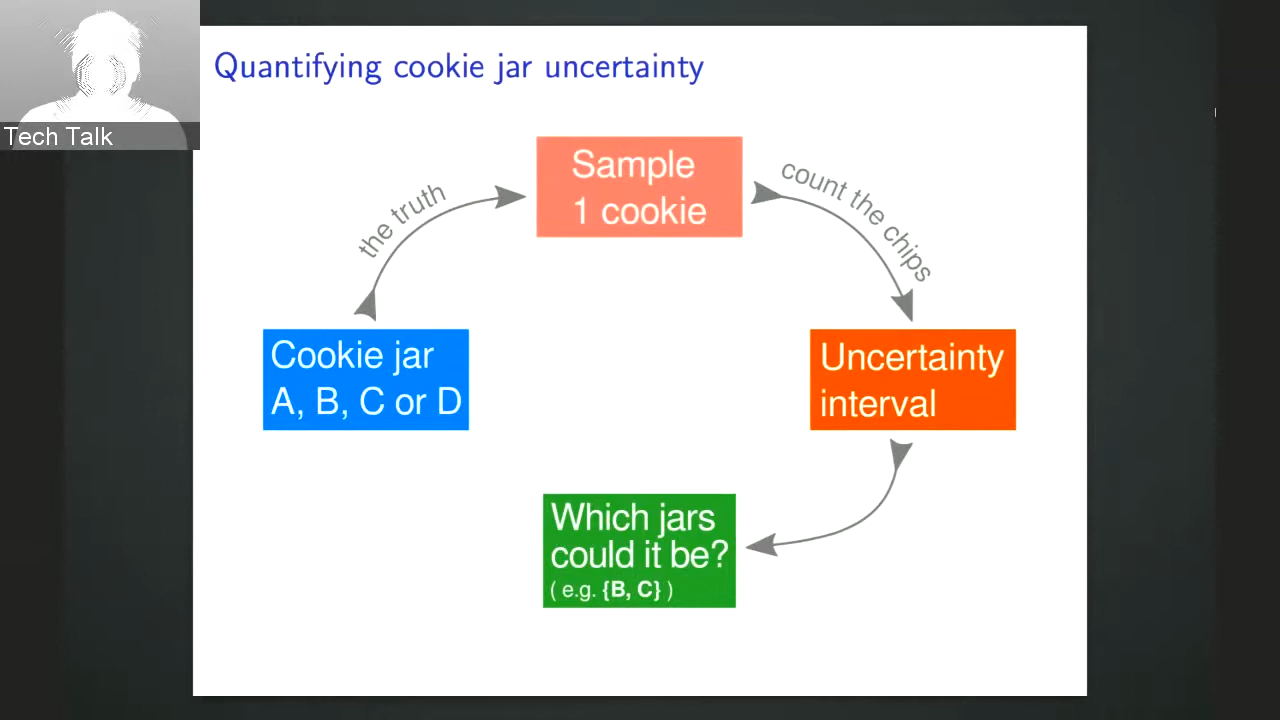 Quantifying cookie jar uncertainty
Tech Talk
the truth
Sample
1 cookie
count the chips
Cookie jar
A, B, C or D
Uncertainty
interval
Which jars
could it be?
( e.g. {B, C} )